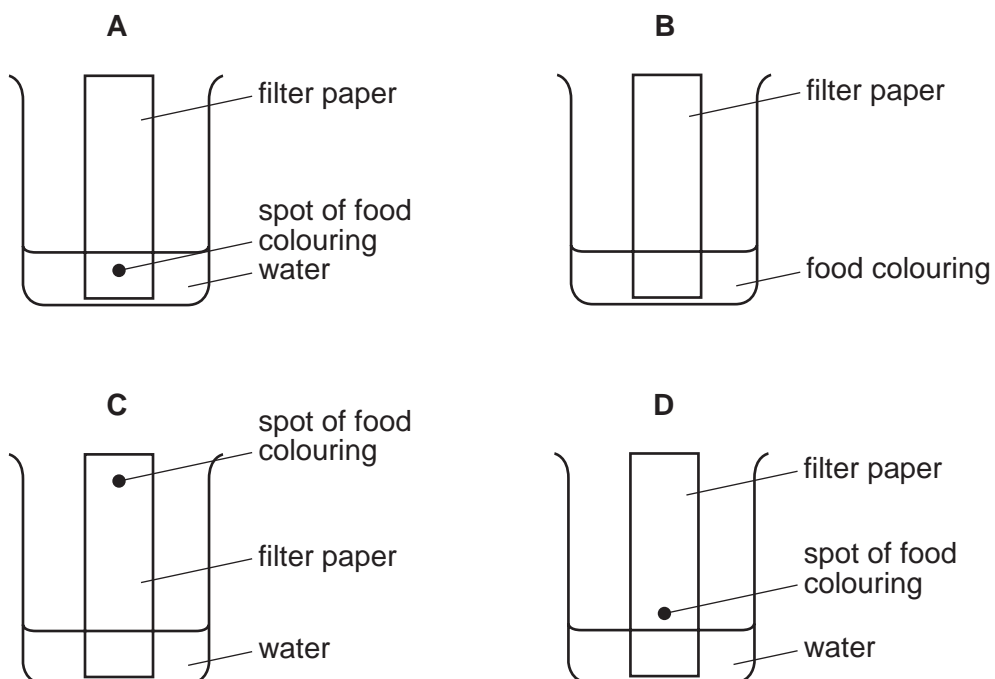 A
filter paper
spot of food
colouring
water
B
filter paper
food colouring
C
spot of food
colouring
filter paper
water
D
filter paper
spot of food
colouring
water